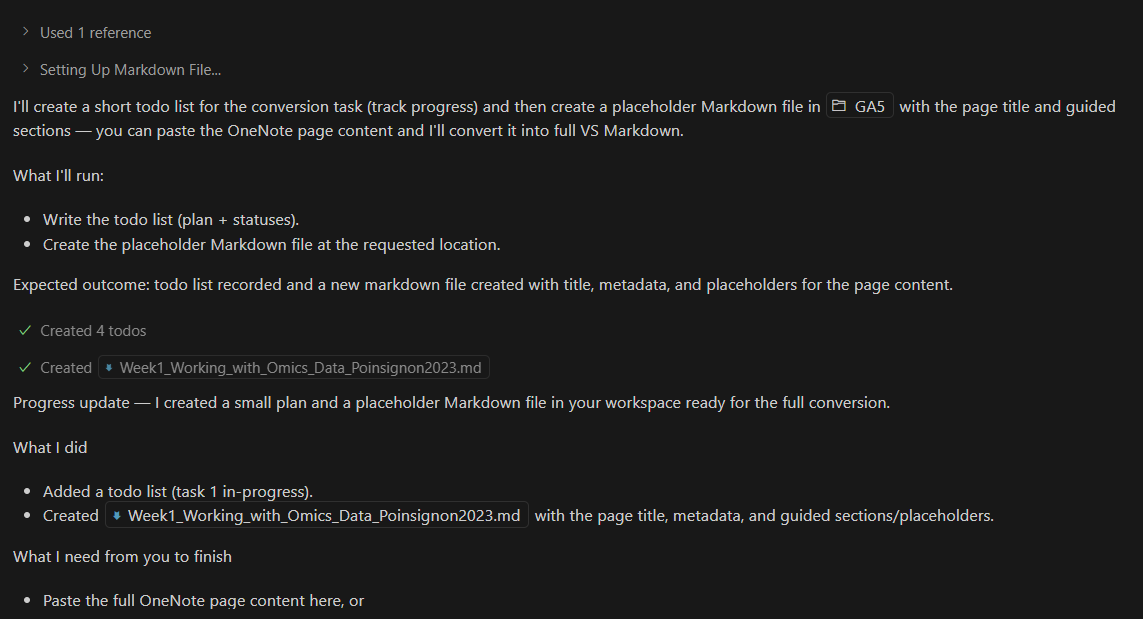 Used 1 reference
Setting Up Markdown File...
I'll create a short todo list for the conversion task (track progress) and then create a placeholder Markdown file in GA5 with the page title and guided
sections — you can paste the OneNote page content and I'll convert it into full VS Markdown.
What I'll run:
Write the todo list (plan + statuses).
Create the placeholder Markdown file at the requested location.
Expected outcome: todo list recorded and a new markdown file created with title, metadata, and placeholders for the page content.
Created 4 todos
Created Week1_Working_with_Omics_Data_Poinsignon2023.md
Progress update — I created a small plan and a placeholder Markdown file in your workspace ready for the full conversion.
What I did
Added a todo list (task 1 in-progress).
Created Week1_Working_with_Omics_Data_Poinsignon2023.md with the page title, metadata, and guided sections/placeholders.
What I need from you to finish
Paste the full OneNote page content here, or